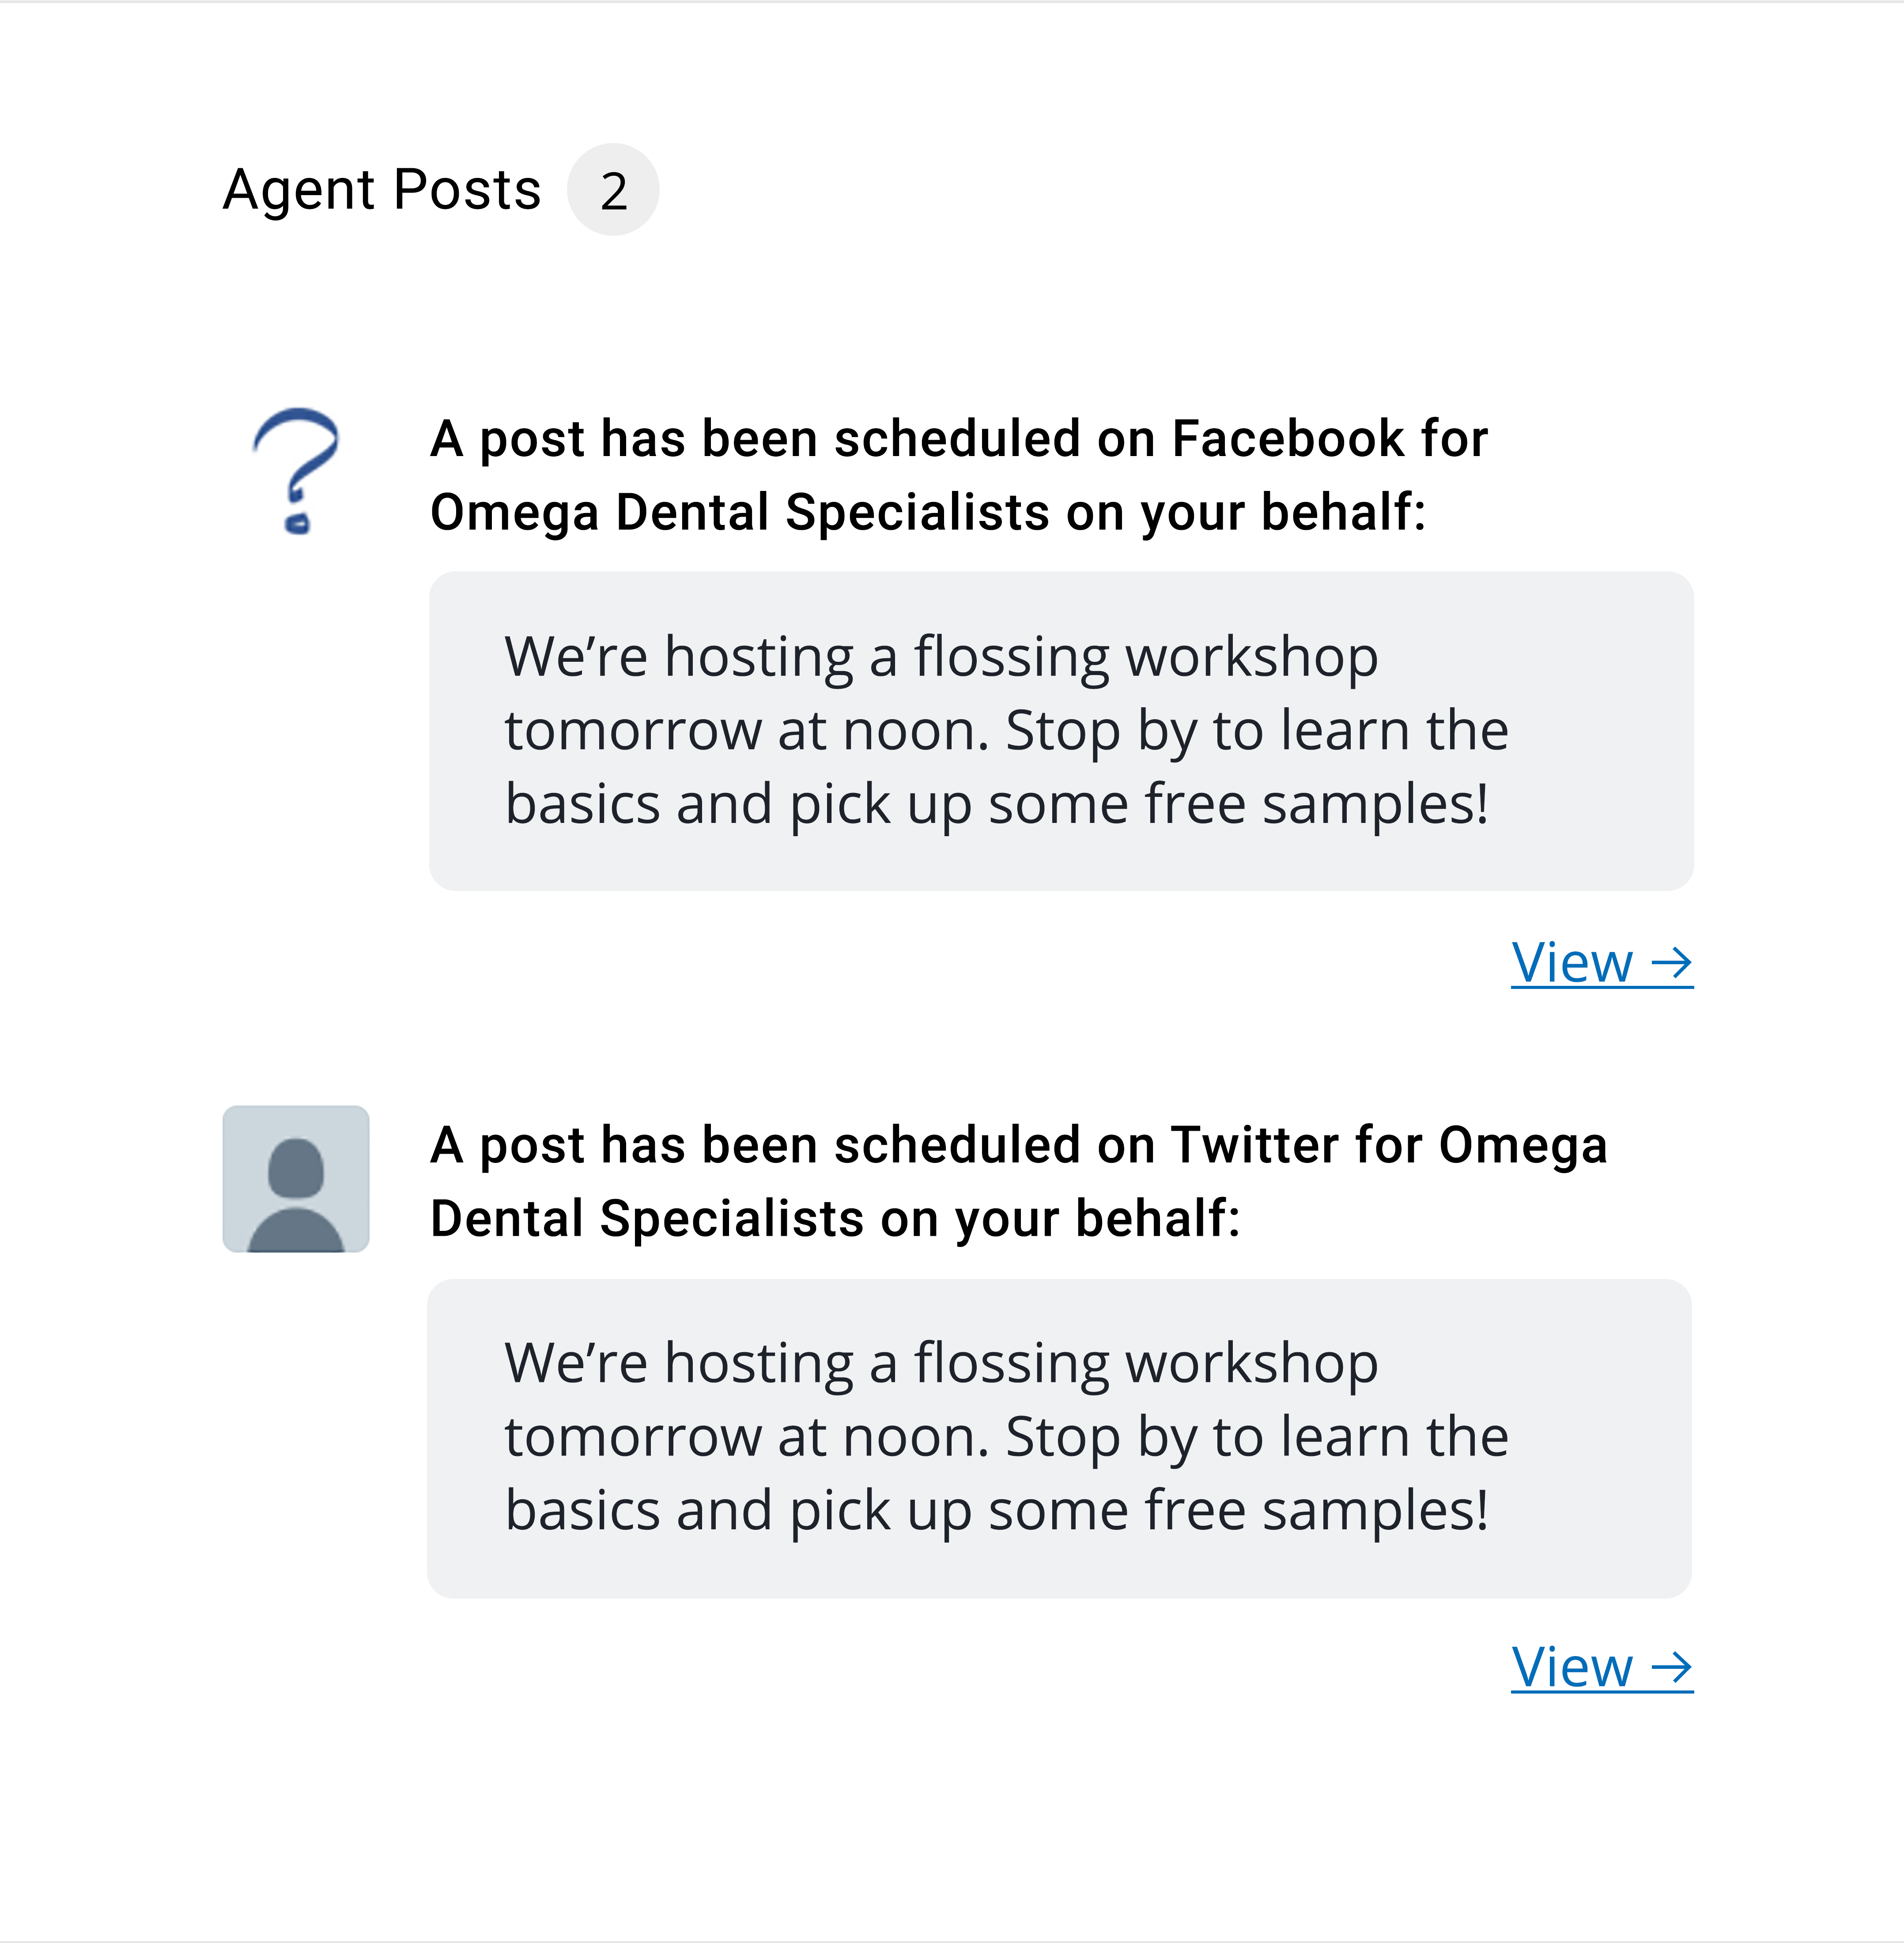 Agent Posts 2
?
A post has been scheduled on Facebook for
Omega Dental Specialists on your behalf:
We’re hosting a flossing workshop
tomorrow at noon. Stop by to learn the
basics and pick up some free samples!
View →
A post has been scheduled on Twitter for Omega
Dental Specialists on your behalf:
We’re hosting a flossing workshop
tomorrow at noon. Stop by to learn the
basics and pick up some free samples!
View →